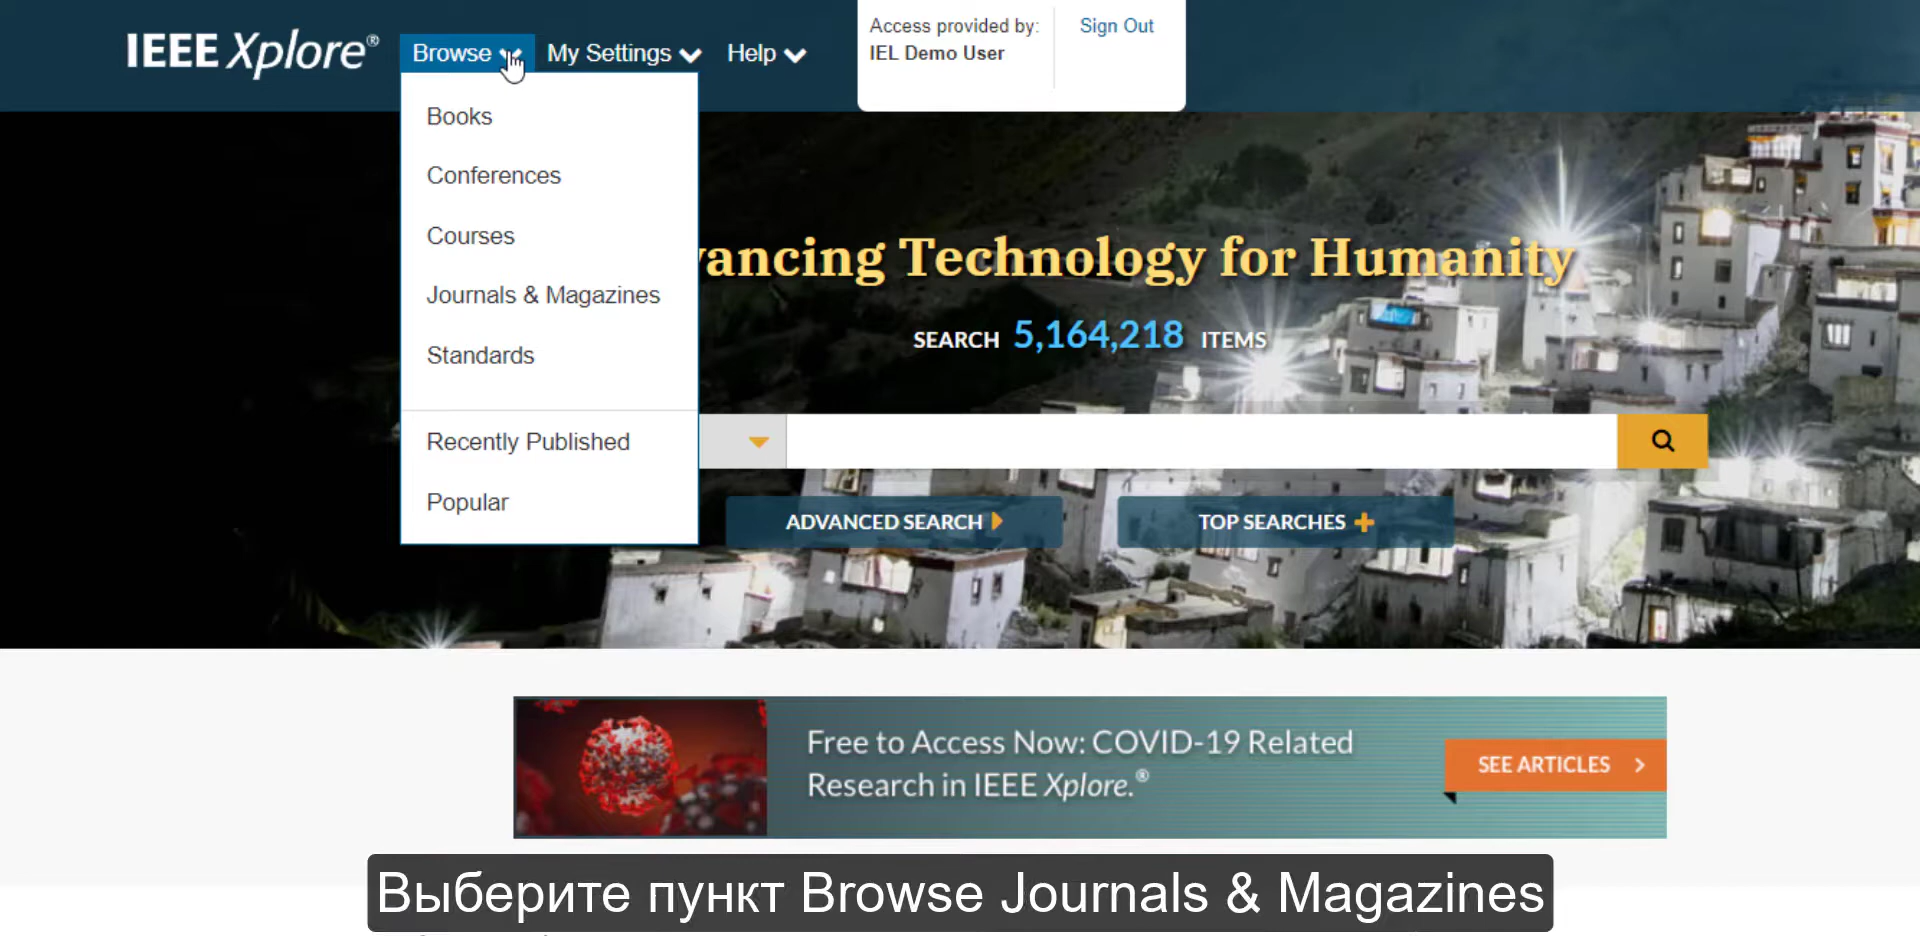 IEEE Xplore®
Browse
My Settings
Help
Access provided by:
IEL Demo User
Sign Out
Books
Conferences
Courses
Journals & Magazines
Standards
Recently Published
Popular
vancing Technology for Humanity
SEARCH 5,164,218 ITEMS
ADVANCED SEARCH
TOP SEARCHES
Free to Access Now: COVID-19 Related
Research in IEEE Xplore.®
SEE ARTICLES
Выберите пункт Browse Journals & Magazines